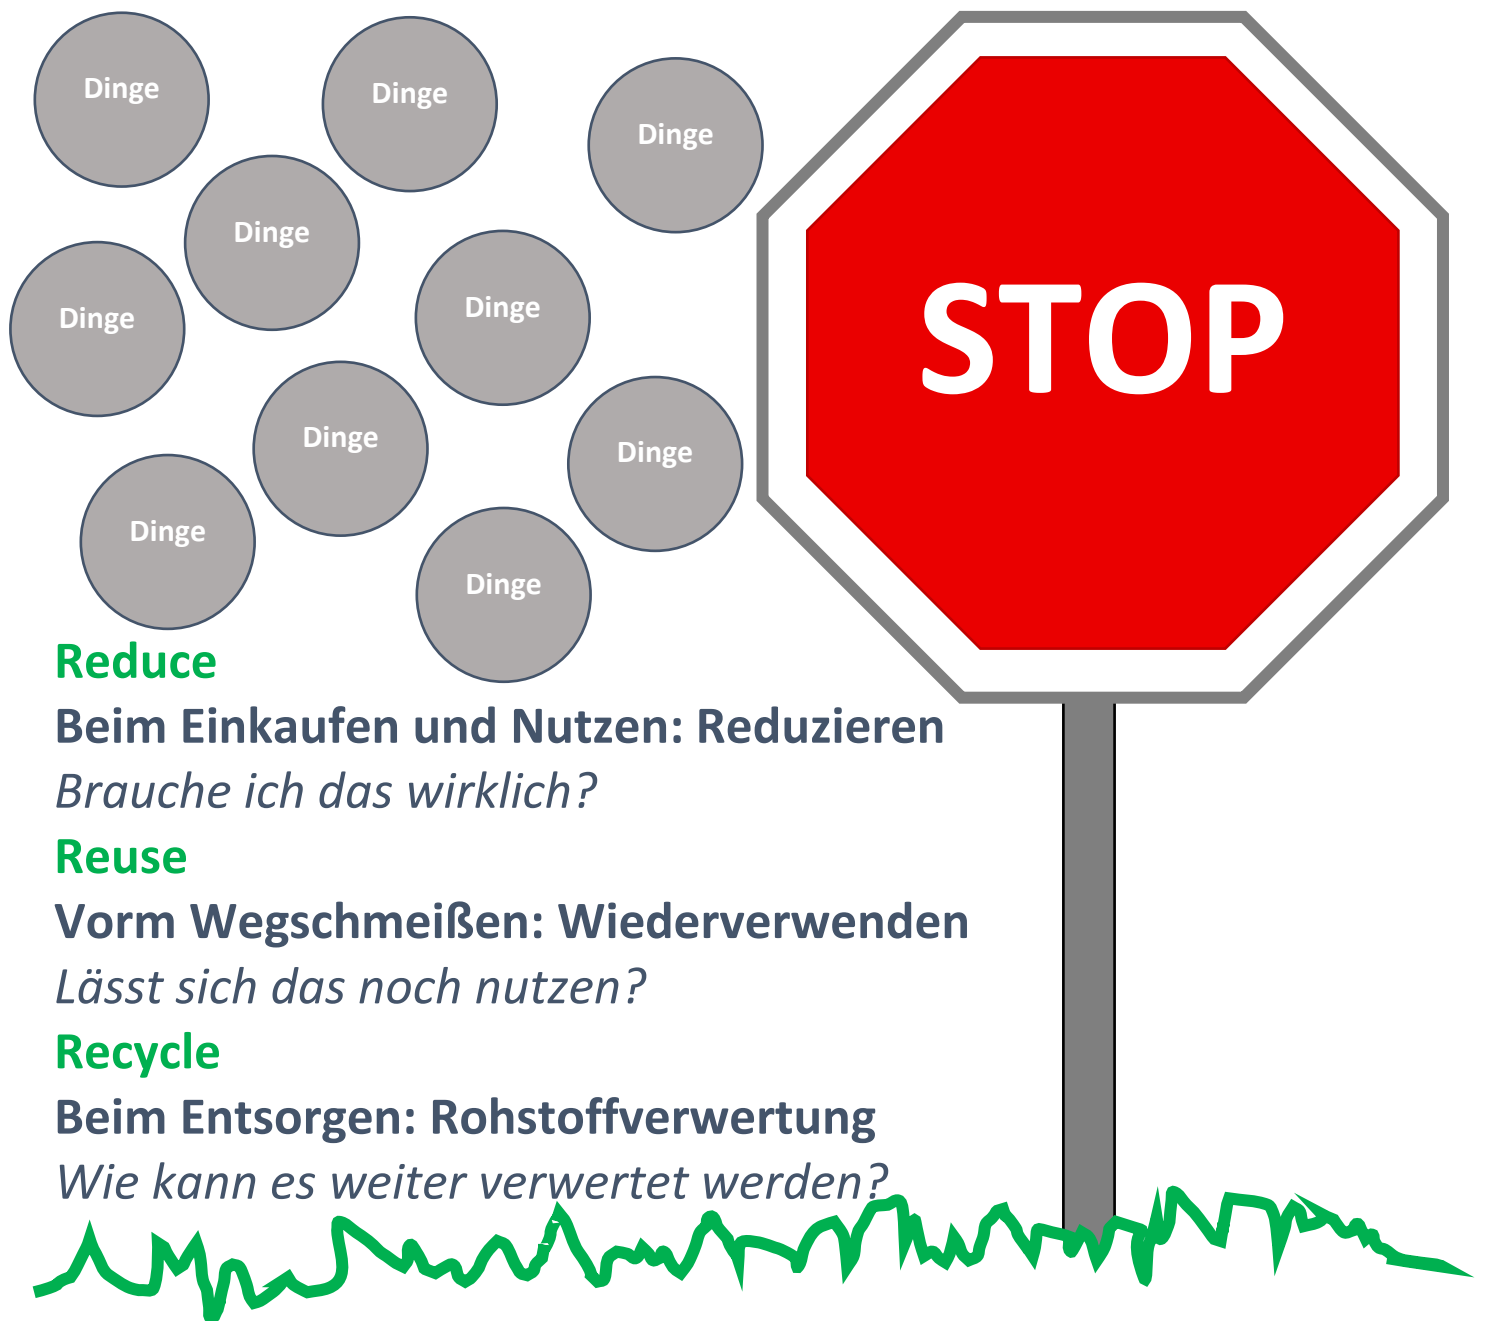 Dinge
Dinge
Dinge
Dinge
Dinge
Dinge
Dinge
Dinge
Dinge
Dinge
STOP
Reduce
Beim Einkaufen und Nutzen: Reduzieren
Brauche ich das wirklich?
Reuse
Vorm Wegschmeißen: Wiederverwenden
Lässt sich das noch nutzen?
Recycle
Beim Entsorgen: Rohstoffverwertung
Wie kann es weiter verwertet werden?